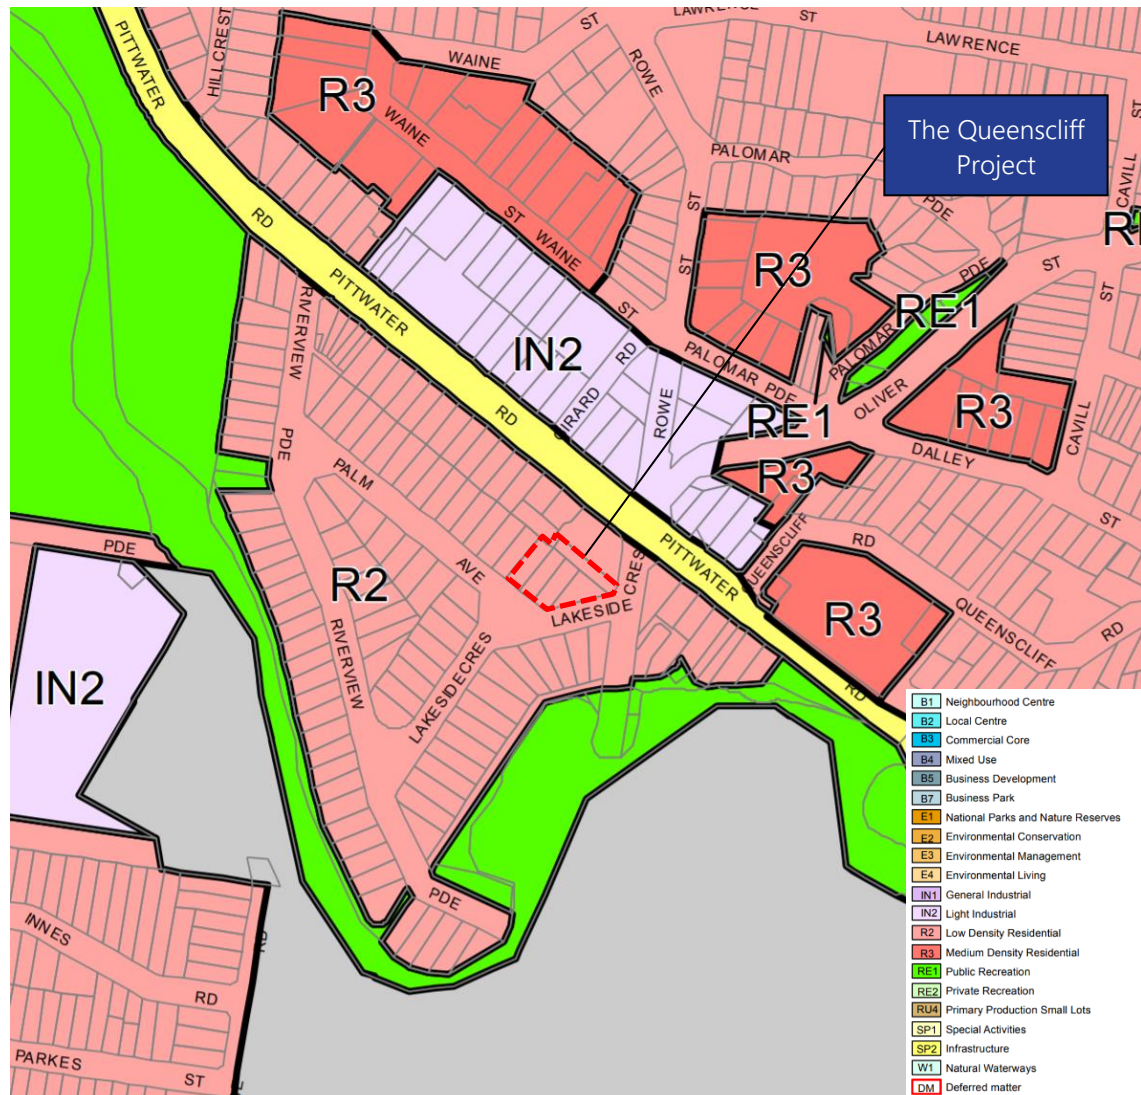 LAWRENCE
ST
LAWRENCE
ST
HILLCREST
PITTWATER
RD
WAINE
ST
ROWE
ST
R3
WAINE
ST
WAINE
ST
The Queenscliff
Project
PALOMAR
PDE
CAVILL
ST
ST
R3
PDE
ST
RE1
PALOMAR
OLIVER
PITTWATER
RD
RIVERVIEW
PDE
IN2
GIRARD
RD
ROWE
PALOMAR
PDE
RE1
R3
CAVILL
DALLEY
ST
R3
QUEENSCLIFF
RD
QUEENSCLIFF
RD
R3
PALM
AVE
PITTWATER
RD
PDE
R2
RIVERVIEW
PDE
LAKESIDE
CRES
LAKESIDECRES
IN2
INNES
RD
RD
PARKES
ST
B1 Neighbourhood Centre
B2 Local Centre
B3 Commercial Core
B4 Mixed Use
B5 Business Development
B7 Business Park
E1 National Parks and Nature Reserves
E2 Environmental Conservation
E3 Environmental Management
E4 Environmental Living
IN1 General Industrial
IN2 Light Industrial
R2 Low Density Residential
R3 Medium Density Residential
RE1 Public Recreation
RE2 Private Recreation
RU4 Primary Production Small Lots
SP1 Special Activities
SP2 Infrastructure
W1 Natural Waterways
DM Deferred matter